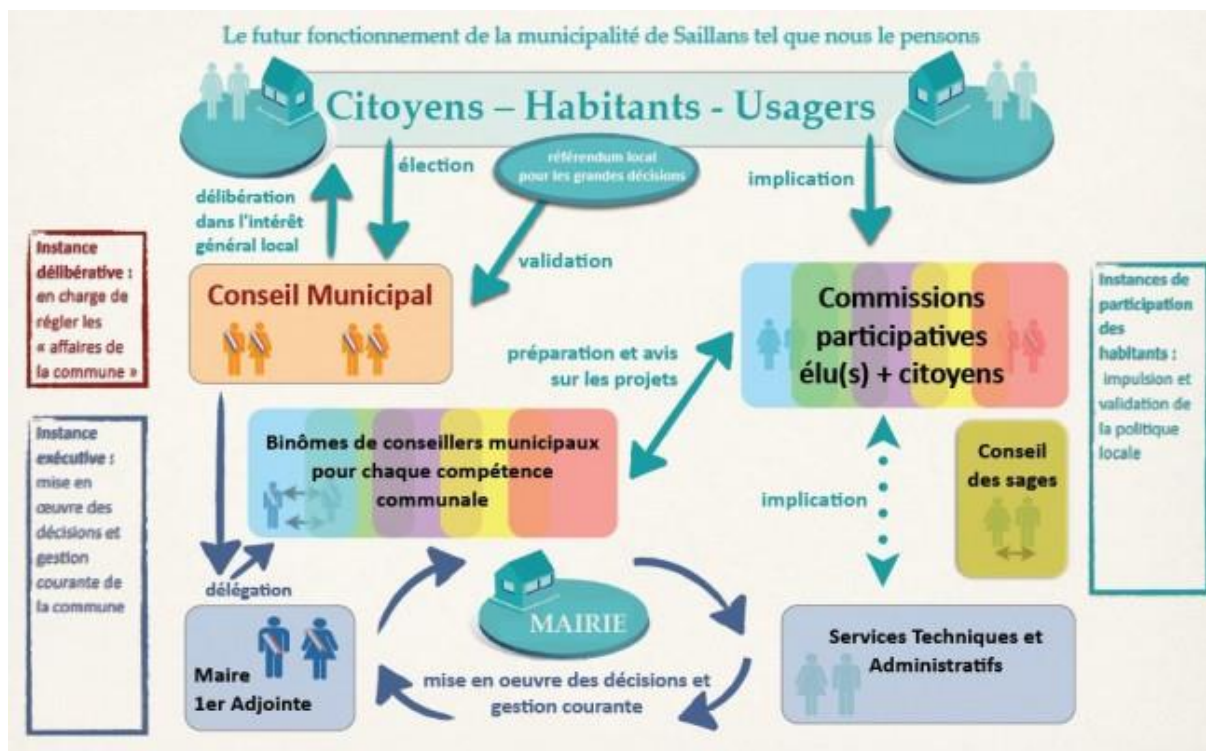 Le futur fonctionnement de la municipalité de Saillans tel que nous le pensons
Citoyens – Habitants - Usagers
référendum local
pour les grandes décisions
élection
implication
délibération
dans l'intérêt
général local
validation
Instance
délibérative :
en charge de
régler les
« affaires de
la commune »
Conseil Municipal
Commissions
participatives
élu(s) + citoyens
Instances de
participation
des
habitants :
impulsion et
validation de
la politique
locale
préparation et avis
sur les projets
Instance
exécutive :
mise en
œuvre des
décisions et
gestion
courante de
la commune
Binômes de conseillers municipaux
pour chaque compétence
communale
Conseil
des sages
implication
délégation
MAIRIE
Maire
1er Adjointe
mise en oeuvre des décisions et
gestion courante
Services Techniques et
Administratifs